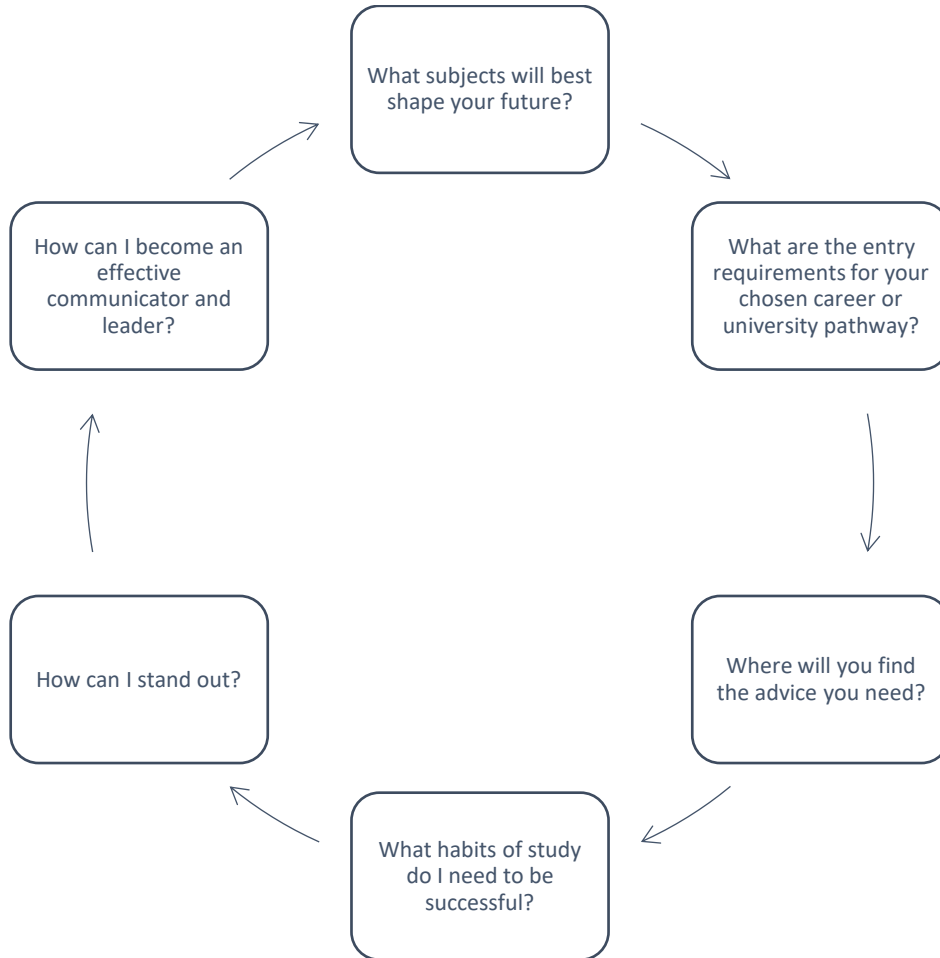 What subjects will best
shape your future?
What are the entry
requirements for your
chosen career or
university pathway?
Where will you find
the advice you need?
What habits of study
do I need to be
successful?
How can I stand out?
How can I become an
effective
communicator and
leader?